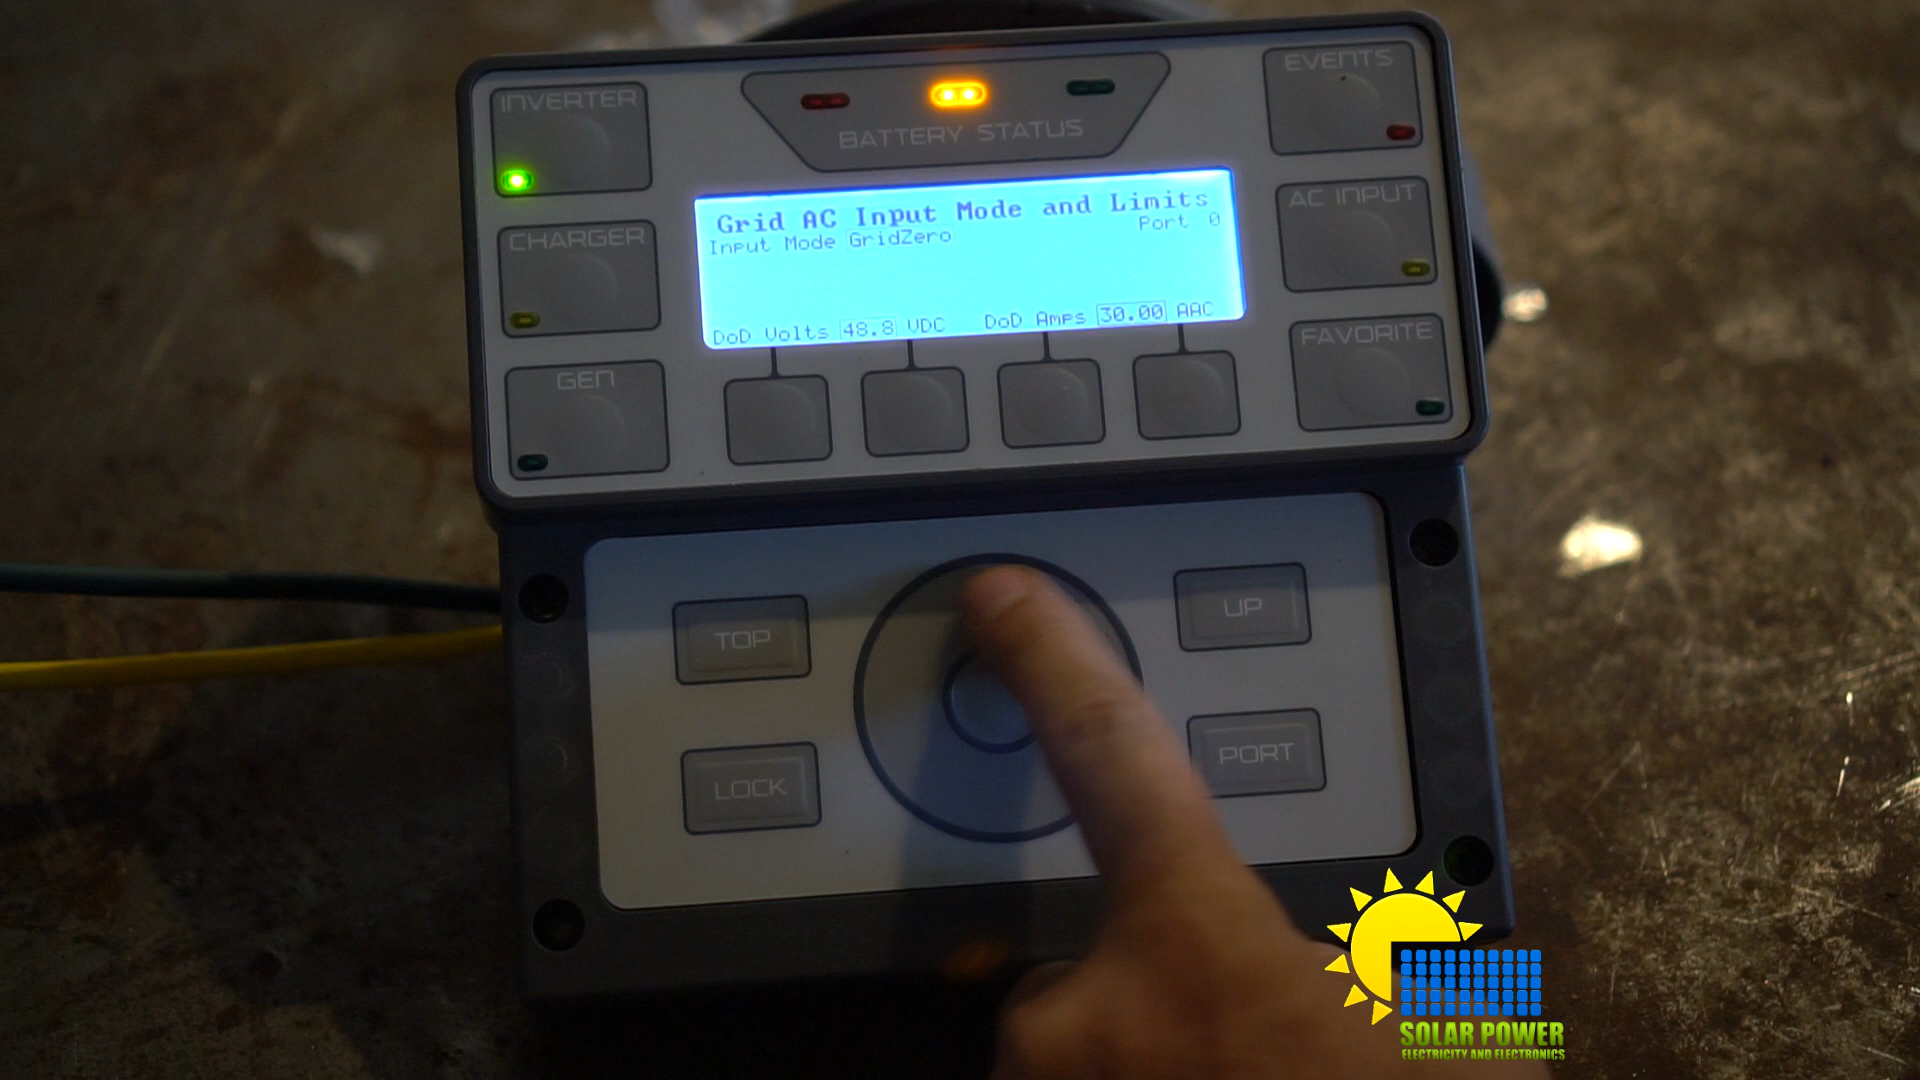 INVERTER
BATTERY STATUS
EVENTS
CHARGER
AC INPUT
GEN
FAVORITE
Grid AC Input Mode and Limits
Input Mode GridZero Port 0
DoD Volts 48.8 VDC DoD Amps 30.00 AAC
TOP
UP
LOCK
PORT
SOLAR POWER
ELECTRICITY AND ELECTRONICS